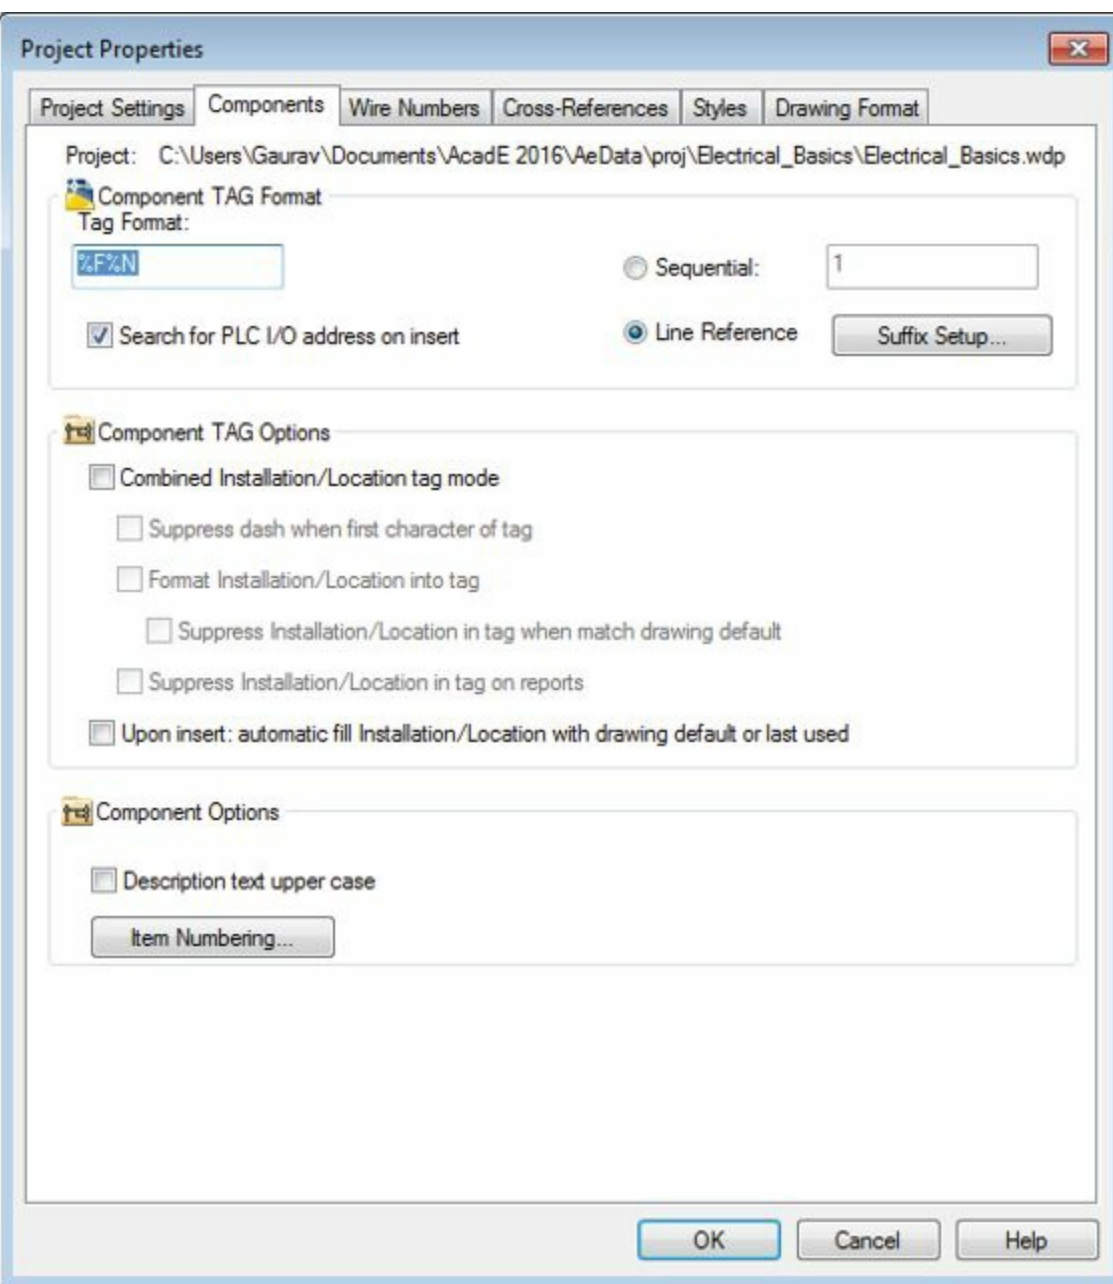 Project Properties
Project Settings Components Wire Numbers Cross-References Styles Drawing Format
Project: C:\Users\Gaurav\Documents\AcadE 2016\AeData\proj\Electrical_Basics\Electrical_Basics.wdp
Component TAG Format
Tag Format:
%F%N
Sequential: 1
Search for PLC I/O address on insert
Line Reference Suffix Setup...
Component TAG Options
Combined Installation/Location tag mode
Suppress dash when first character of tag
Format Installation/Location into tag
Suppress Installation/Location in tag when match drawing default
Suppress Installation/Location in tag on reports
Upon insert: automatic fill Installation/Location with drawing default or last used
Component Options
Description text upper case
Item Numbering...
OK Cancel Help